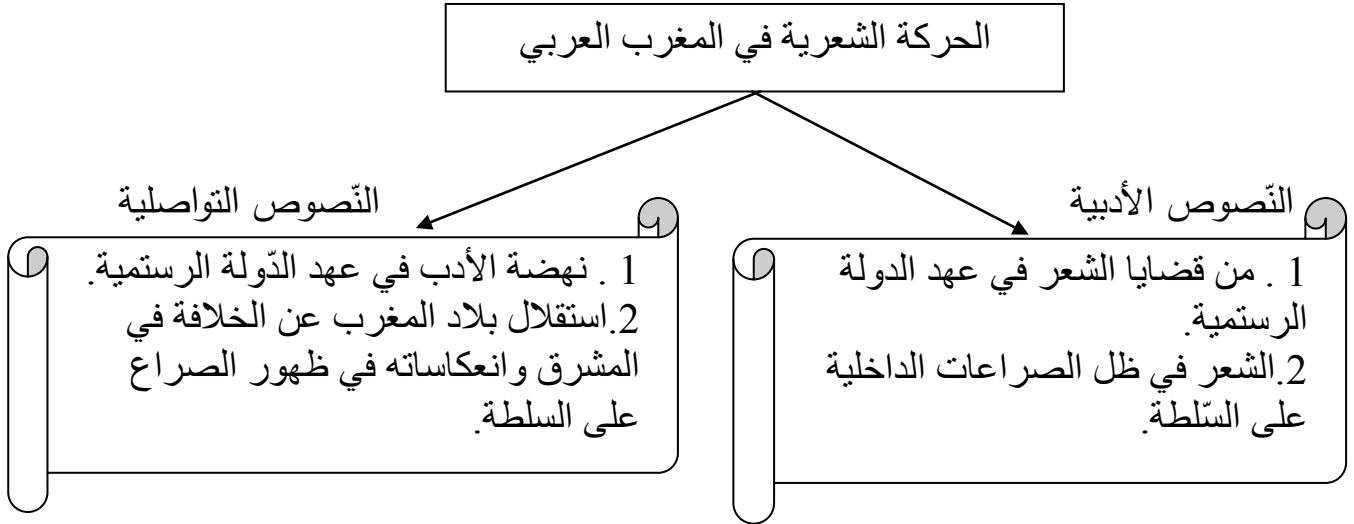 الحركة الشعرية في المغرب العربي
النّصوص الأدبية
1 . من قضايا الشعر في عهد الدولة
الرستمية.
2.الشعر في ظل الصراعات الداخلية
على السّلطة.
النّصوص التواصلية
1 . نهضة الأدب في عهد الدّولة الرستمية.
2.استقلال بلاد المغرب عن الخلافة في
المشرق وانعكاساته في ظهور الصراع
على السلطة.